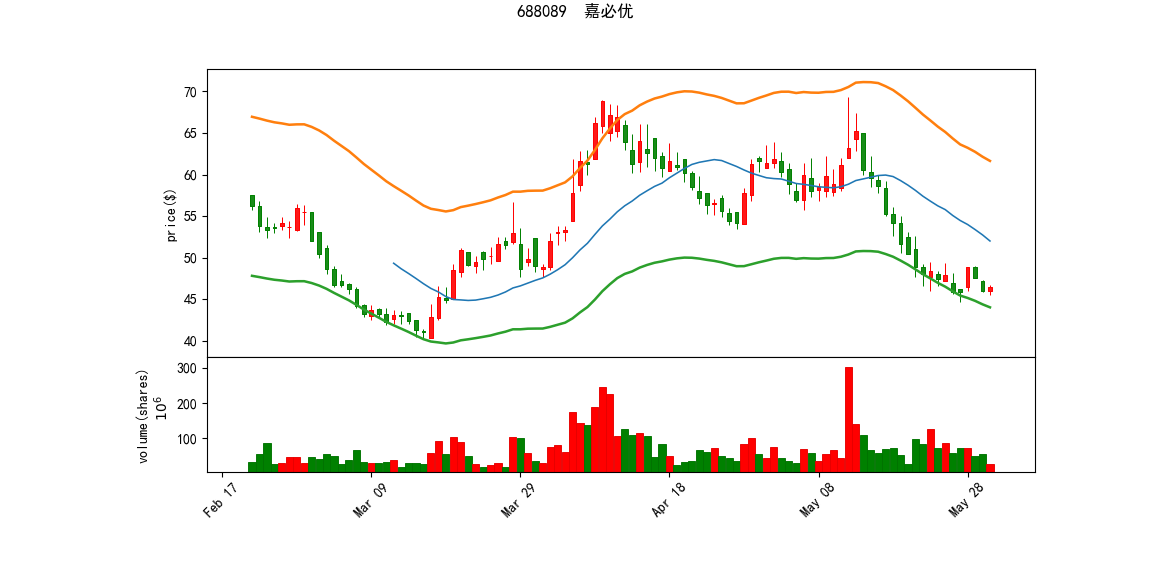 688089 嘉必优
price($)
70
65
60
55
50
45
40
volume(shares)
10^6
300
200
100
Feb 17
Mar 09
Mar 29
Apr 18
May 08
May 28